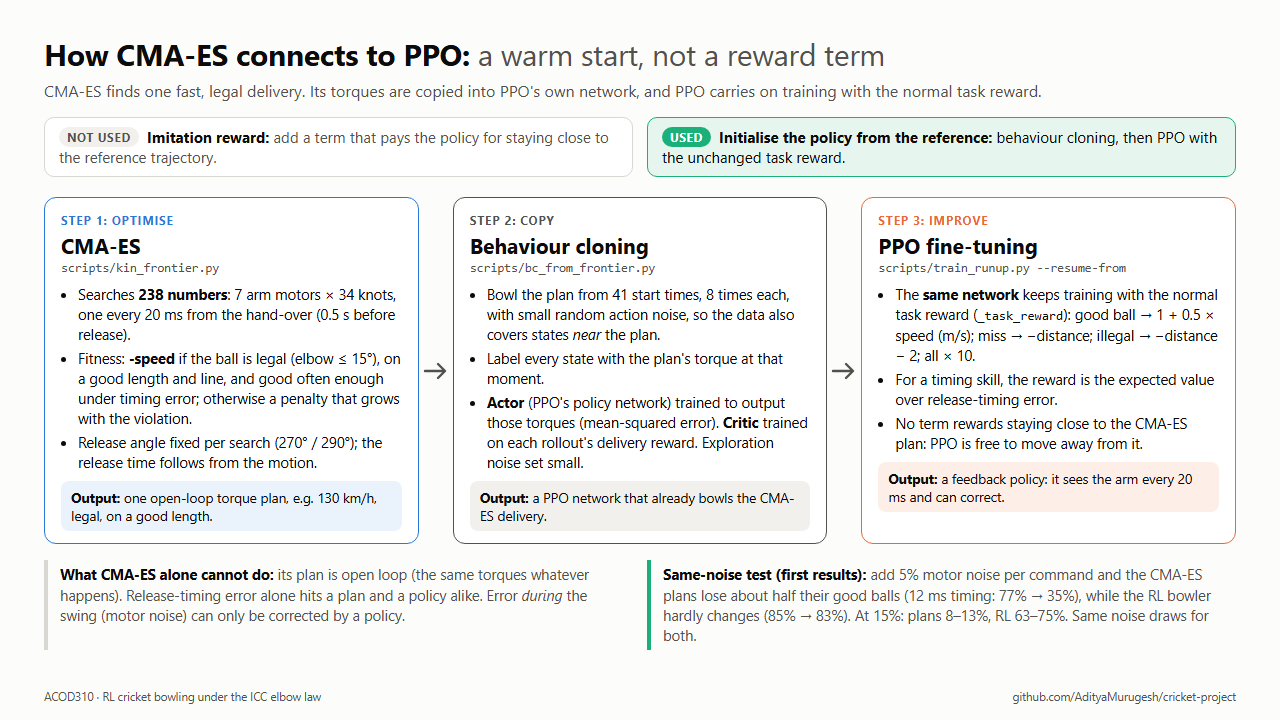 How CMA-ES connects to PPO: a warm start, not a reward term
CMA-ES finds one fast, legal delivery. Its torques are copied into PPO's own network, and PPO carries on training with the normal task reward.
NOT USED Imitation reward: add a term that pays the policy for staying close to
the reference trajectory.
USED Initialise the policy from the reference: behaviour cloning, then PPO with
the unchanged task reward.
STEP 1: OPTIMISE
CMA-ES
scripts/kin_frontier.py
• Searches 238 numbers: 7 arm motors × 34 knots,
one every 20 ms from the hand-over (0.5 s before
release).
• Fitness: -speed if the ball is legal (elbow ≤ 15°), on
a good length and line, and good often enough
under timing error; otherwise a penalty that grows
with the violation.
• Release angle fixed per search (270° / 290°); the
release time follows from the motion.
Output: one open-loop torque plan, e.g. 130 km/h,
legal, on a good length.
→
STEP 2: COPY
Behaviour cloning
scripts/bc_from_frontier.py
• Bowl the plan from 41 start times, 8 times each,
with small random action noise, so the data also
covers states near the plan.
• Label every state with the plan's torque at that
moment.
• Actor (PPO's policy network) trained to output
those torques (mean-squared error). Critic trained
on each rollout's delivery reward. Exploration
noise set small.
Output: a PPO network that already bowls the CMA-
ES delivery.
→
STEP 3: IMPROVE
PPO fine-tuning
scripts/train_runup.py --resume-from
• The same network keeps training with the normal
task reward (_task_reward): good ball → 1 + 0.5 ×
speed (m/s); miss → −distance; illegal → −distance
− 2; all × 10.
• For a timing skill, the reward is the expected value
over release-timing error.
• No term rewards staying close to the CMA-ES
plan: PPO is free to move away from it.
Output: a feedback policy: it sees the arm every 20
ms and can correct.
What CMA-ES alone cannot do: its plan is open loop (the same torques whatever
happens). Release-timing error alone hits a plan and a policy alike. Error during the
swing (motor noise) can only be corrected by a policy.
Same-noise test (first results): add 5% motor noise per command and the CMA-ES
plans lose about half their good balls (12 ms timing: 77% → 35%), while the RL bowler
hardly changes (85% → 83%). At 15%: plans 8–13%, RL 63–75%. Same noise draws for
both.
ACOD310 · RL cricket bowling under the ICC elbow law
github.com/AdityaMurugesh/cricket-project